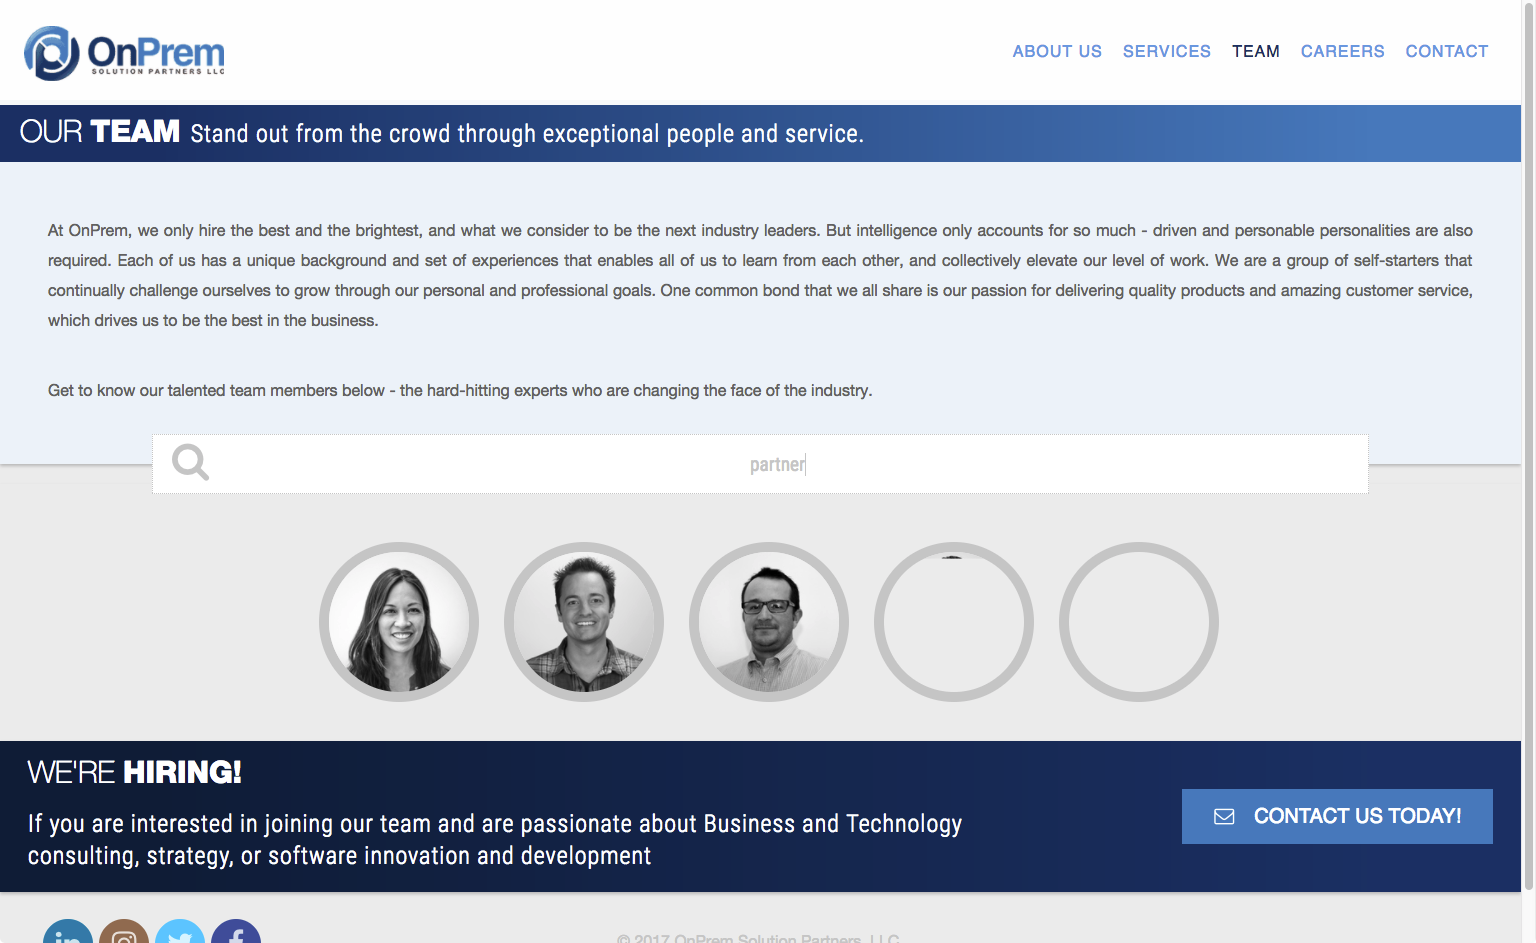 OnPrem
SOLUTION PARTNERS LLC
ABOUT US SERVICES TEAM CAREERS CONTACT
OUR TEAM Stand out from the crowd through exceptional people and service.
At OnPrem, we only hire the best and the brightest, and what we consider to be the next industry leaders. But intelligence only accounts for so much - driven and personable personalities are also
required. Each of us has a unique background and set of experiences that enables all of us to learn from each other, and collectively elevate our level of work. We are a group of self-starters that
continually challenge ourselves to grow through our personal and professional goals. One common bond that we all share is our passion for delivering quality products and amazing customer service,
which drives us to be the best in the business.
Get to know our talented team members below - the hard-hitting experts who are changing the face of the industry.
partner
WE'RE HIRING!
If you are interested in joining our team and are passionate about Business and Technology
consulting, strategy, or software innovation and development
CONTACT US TODAY!
© 2017 OnPrem Solution Partners, LLC